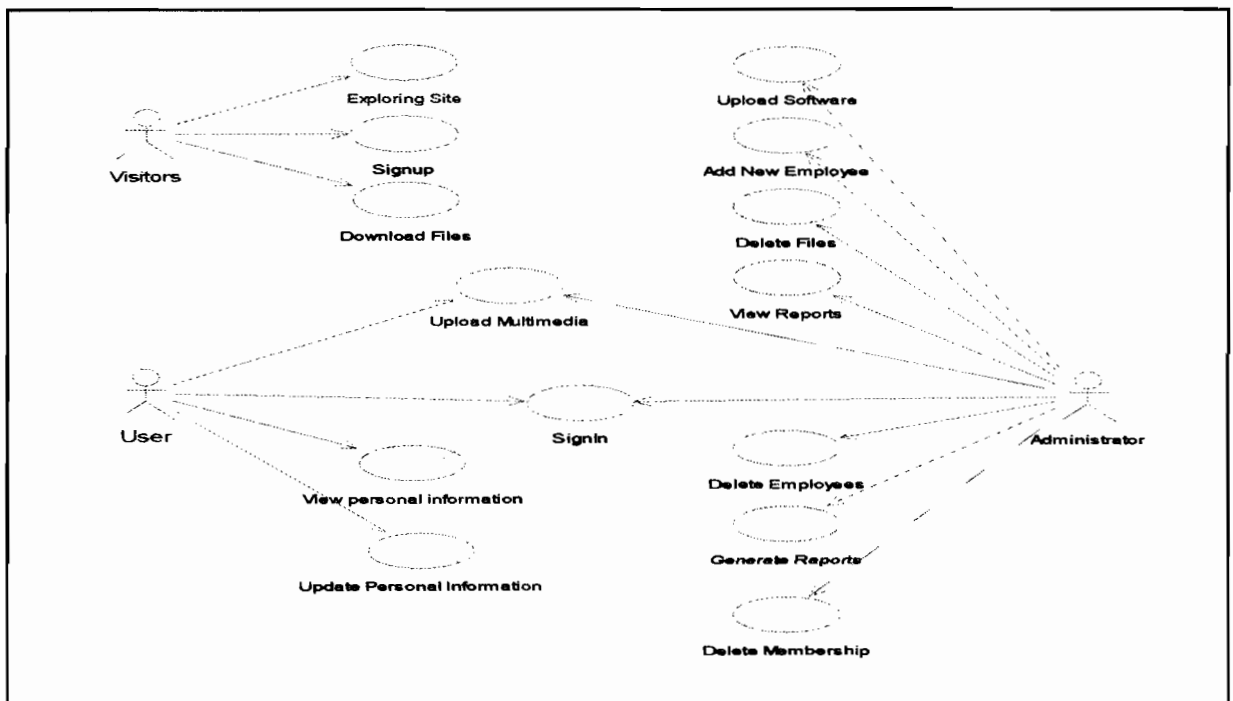 Exploring Site
Upload Software
Visitors
Signup
Add New Employee
Download Files
Delete Files
Upload Multimedia
View Reports
User
SignIn
Administrator
View personal information
Delete Employees
Update Personal Information
Generate Reports
Delete Membership